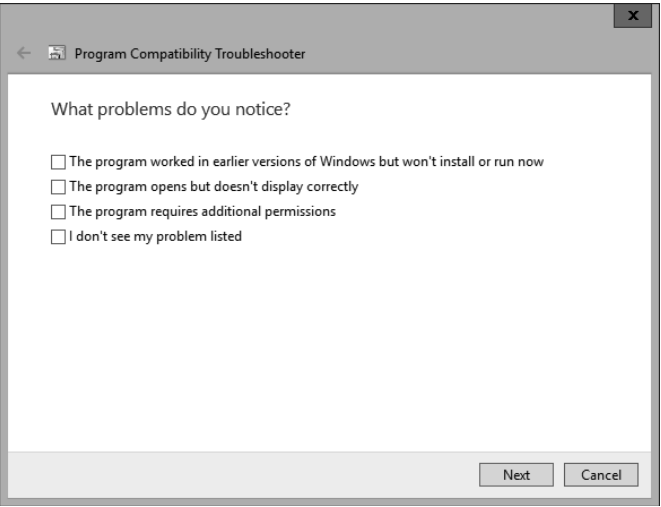 x
Program Compatibility Troubleshooter
What problems do you notice?
The program worked in earlier versions of Windows but won't install or run now
The program opens but doesn't display correctly
The program requires additional permissions
I don't see my problem listed
Next Cancel